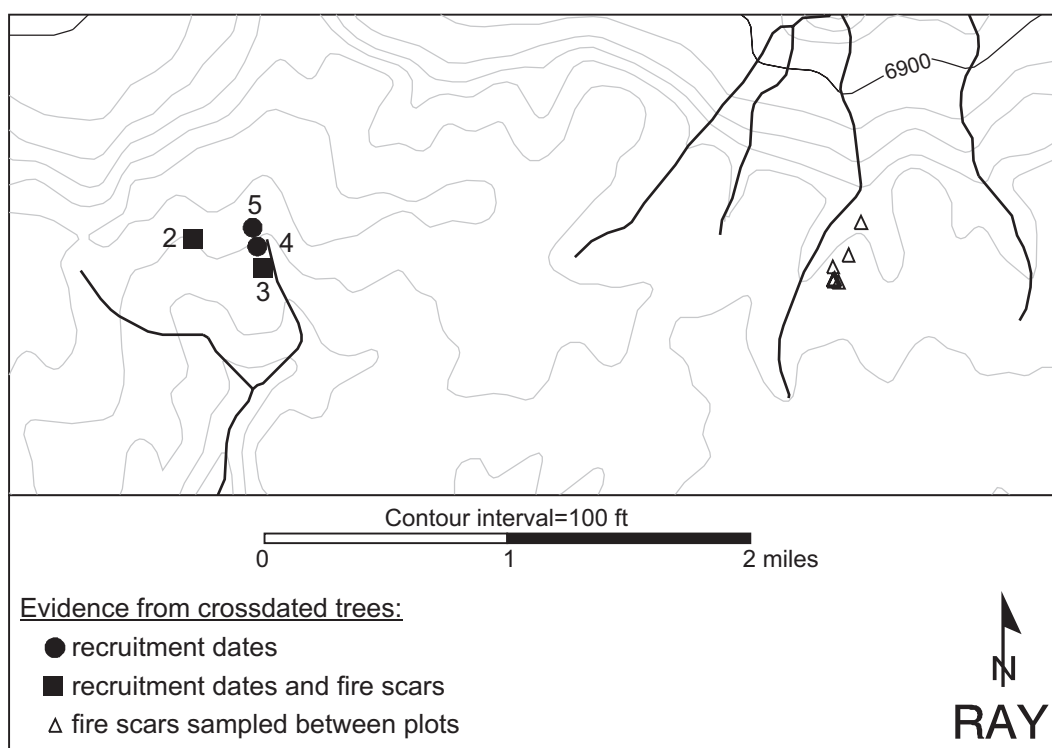 6900
5
2
4
3
Contour interval=100 ft
0 1 2 miles
Evidence from crossdated trees:
recruitment dates
recruitment dates and fire scars
fire scars sampled between plots
N
RAY